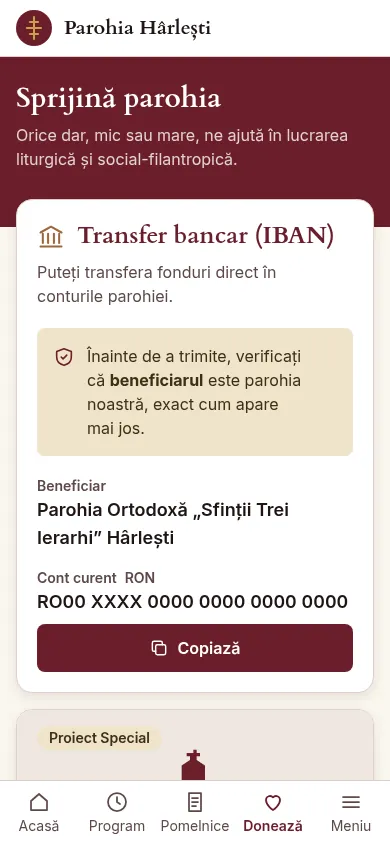 Parohia Hârlești
Sprijină parohia
Orice dar, mic sau mare, ne ajută în lucrarea
liturgică și social-filantropică.
Transfer bancar (IBAN)
Puteți transfera fonduri direct în
conturile parohiei.
Înainte de a trimite, verificați
că beneficiarul este parohia
noastră, exact cum apare
mai jos.
Beneficiar
Parohia Ortodoxă „Sfinții Trei
Ierarhi” Hârlești
Cont curent RON
RO00 XXXX 0000 0000 0000 0000
Copiază
Proiect Special
Acasă Program Pomelnice Donează Meniu